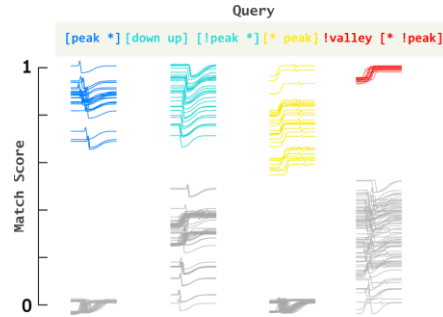 Query
[peak *] [down up] [!peak *] [* peak] !valley [* !peak]
1
Match Score
0